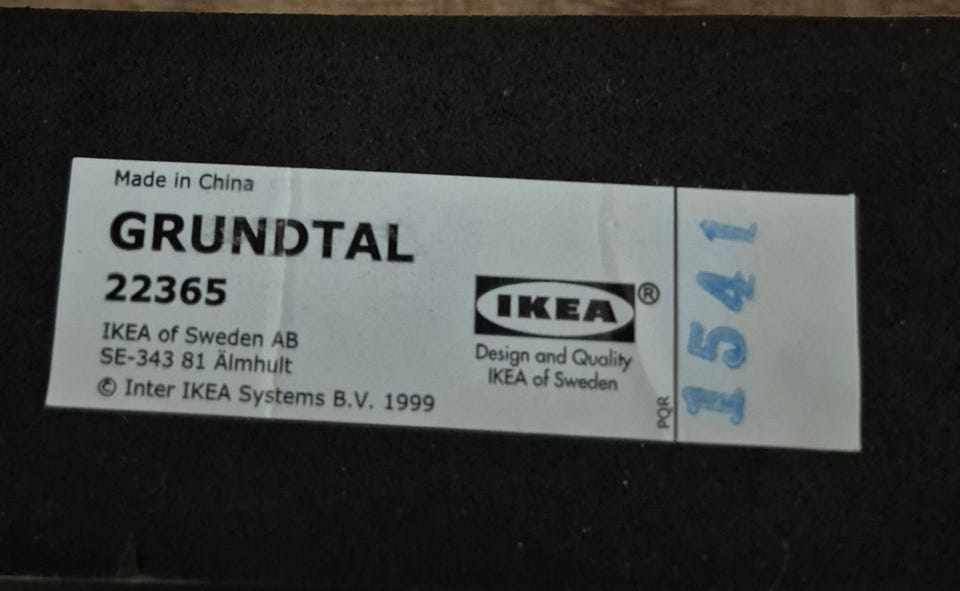 Made in China
GRUNDTAL
22365
IKEA of Sweden AB
SE-343 81 Älmhult
© Inter IKEA Systems B.V. 1999
IKEA®
Design and Quality
IKEA of Sweden
PQR
1541